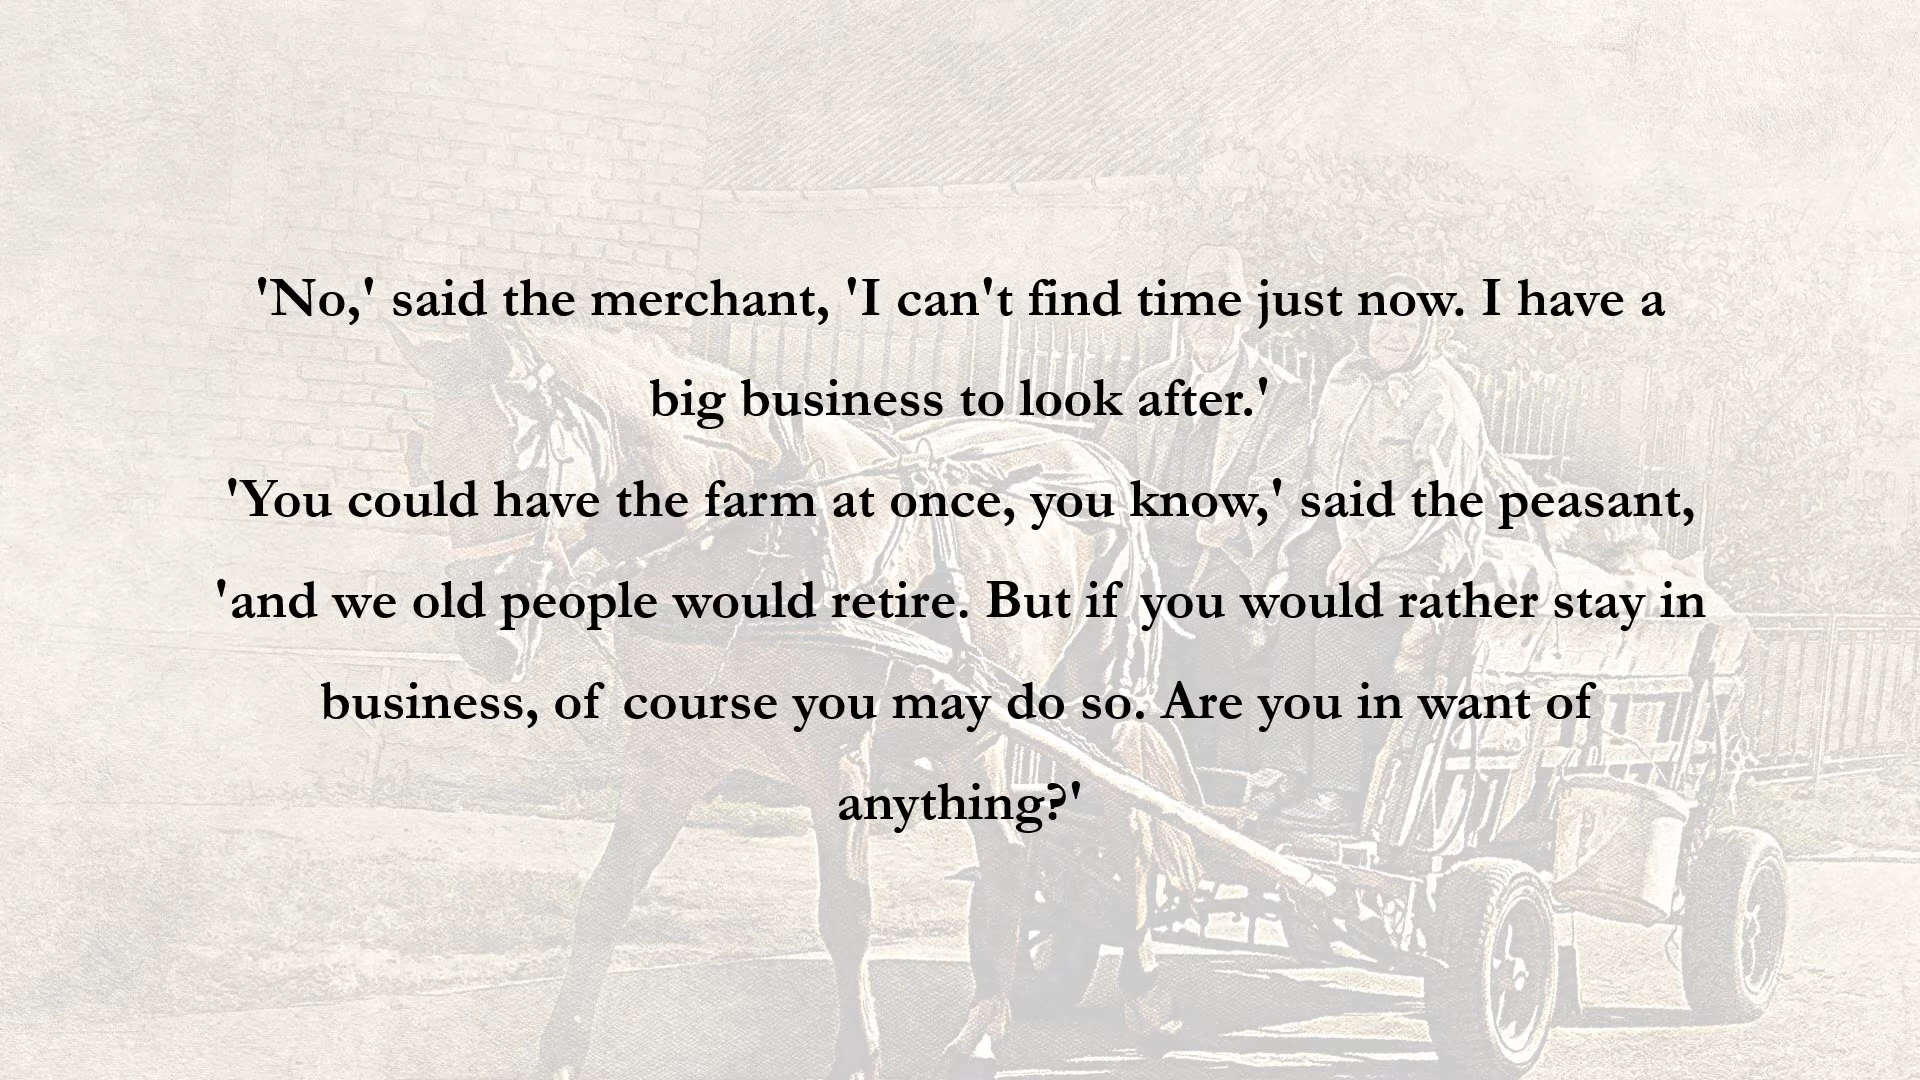 'No,' said the merchant, 'I can't find time just now. I have a
big business to look after.'
'You could have the farm at once, you know,' said the peasant,
'and we old people would retire. But if you would rather stay in
business, of course you may do so. Are you in want of
anything?'